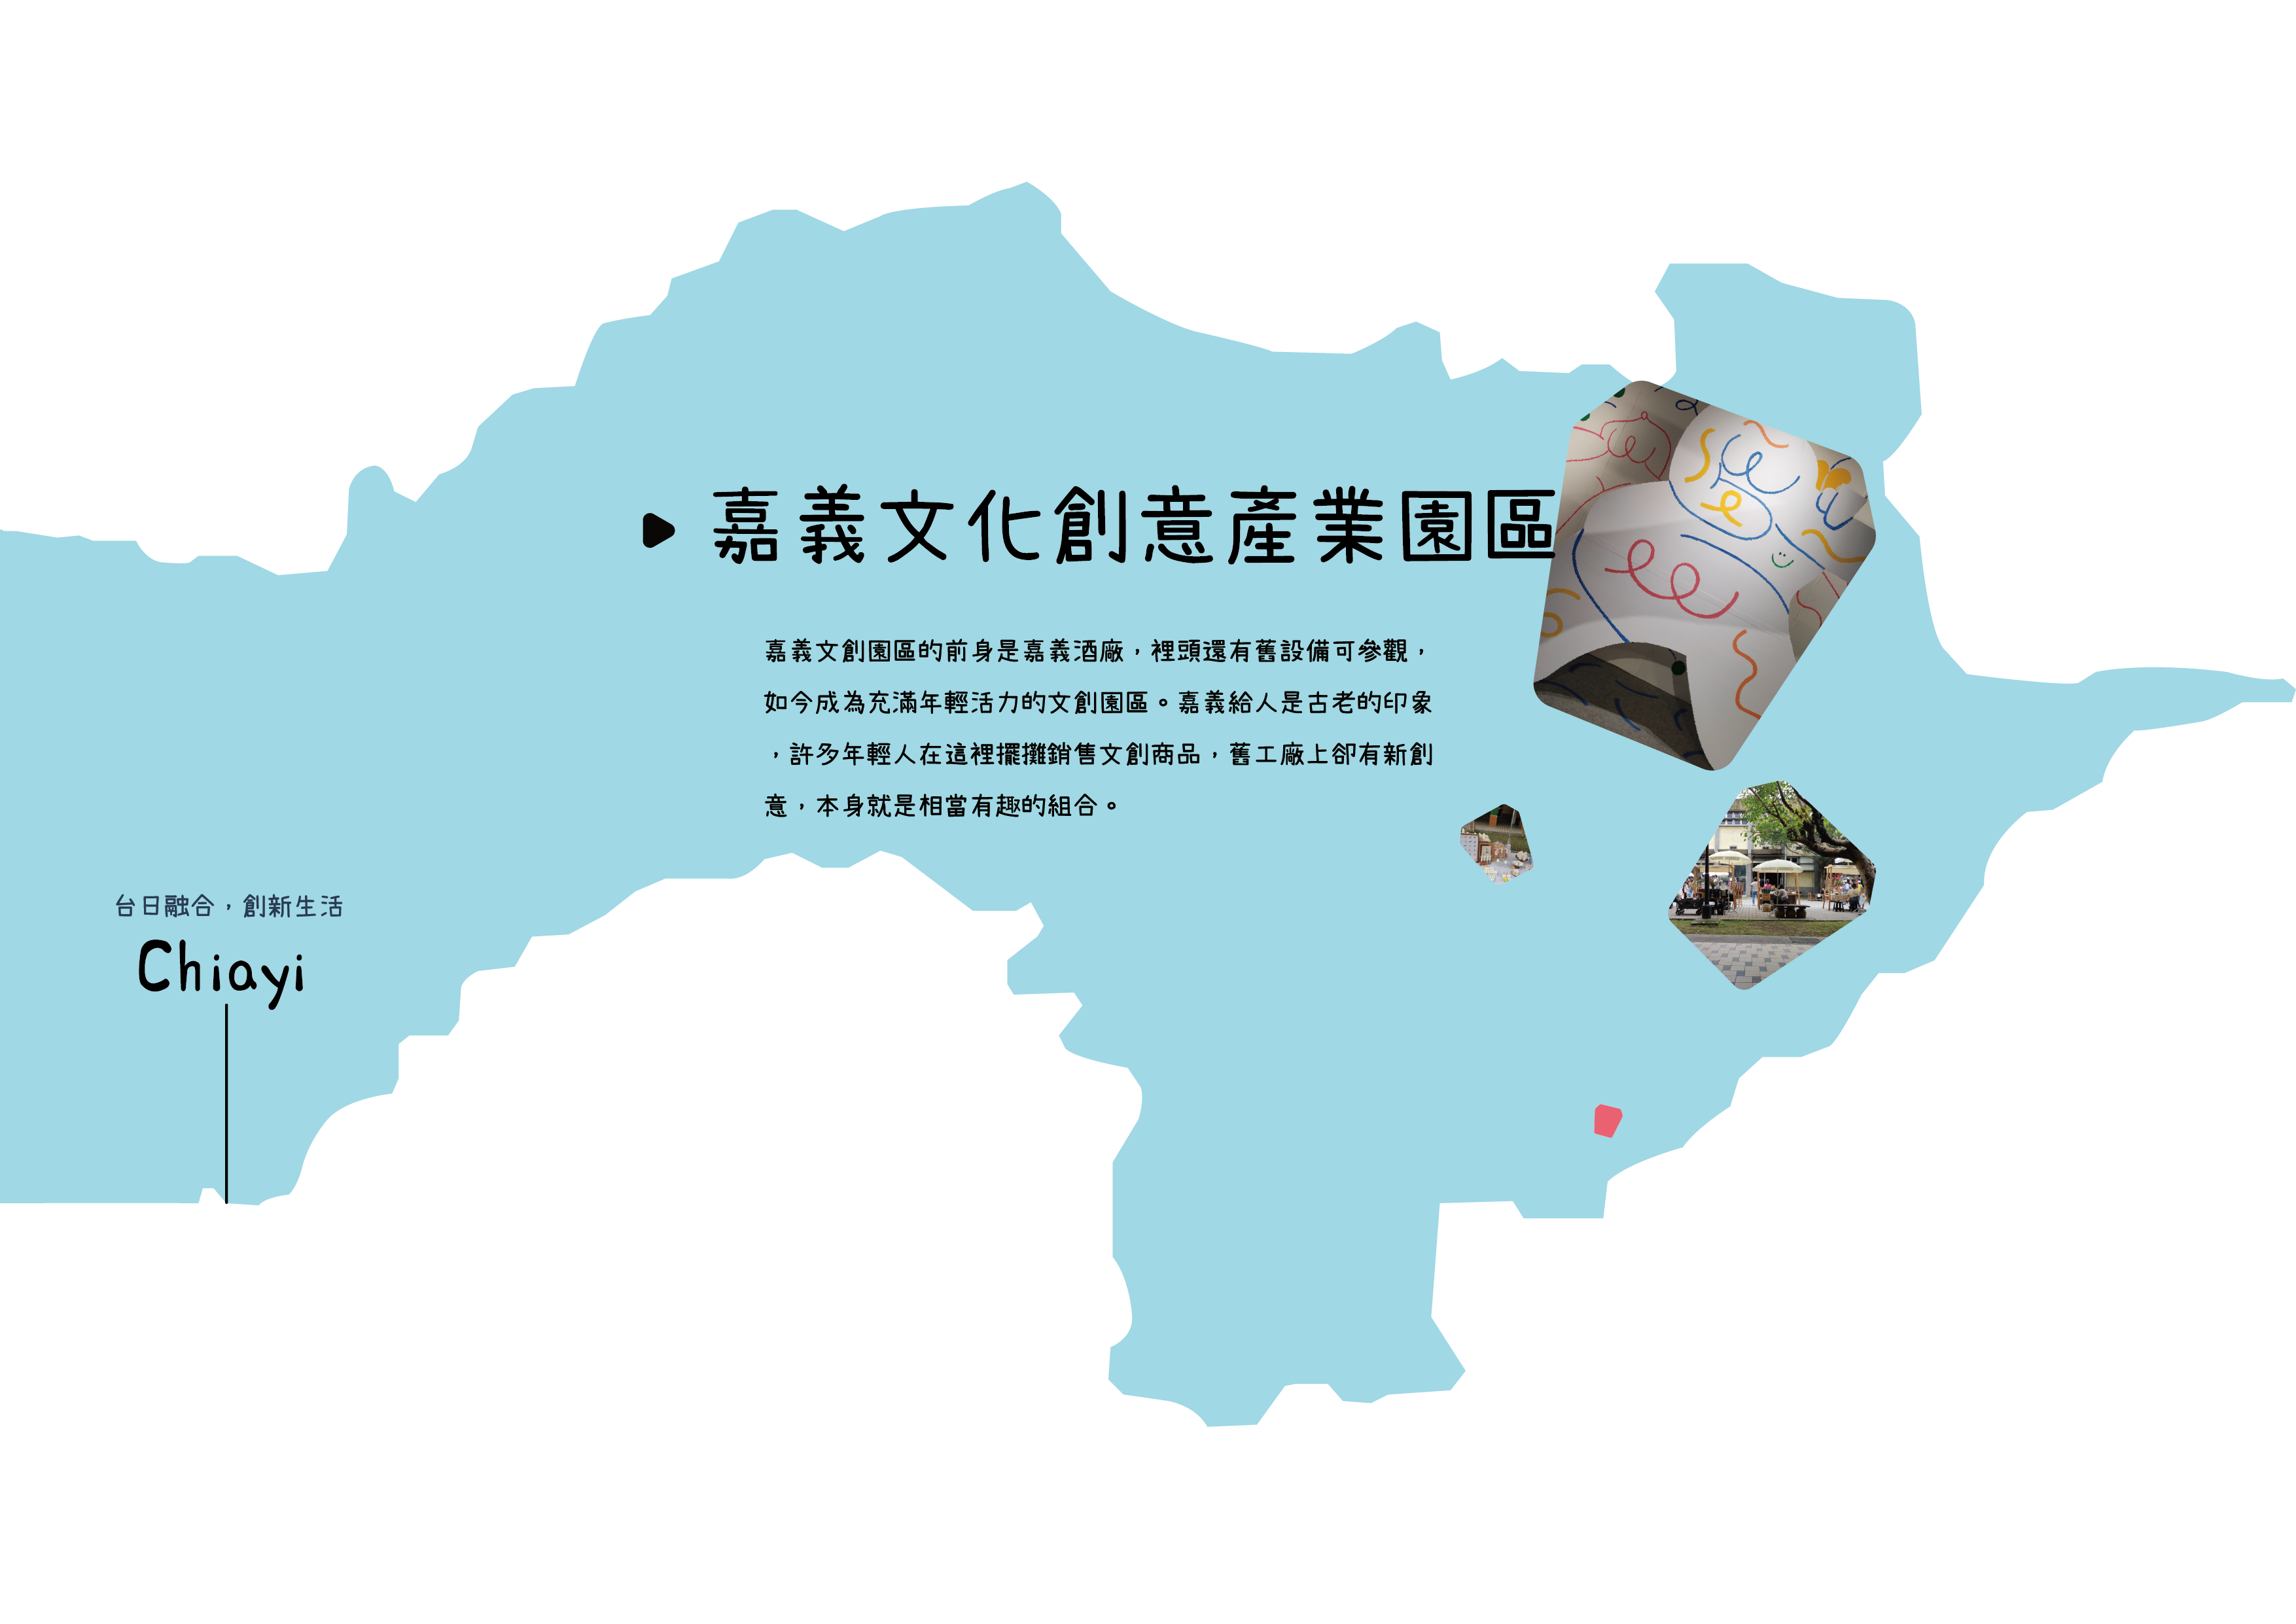 嘉義文化創意產業園區
嘉義文創園區的前身是嘉義酒廠，裡頭還有舊設備可參觀，
如今成為充滿年輕活力的文創園區。嘉義給人是古老的印象
，許多年輕人在這裡擺攤銷售文創商品，舊工廠上卻有新創
意，本身就是相當有趣的組合。
台日融合，創新生活
Chiayi